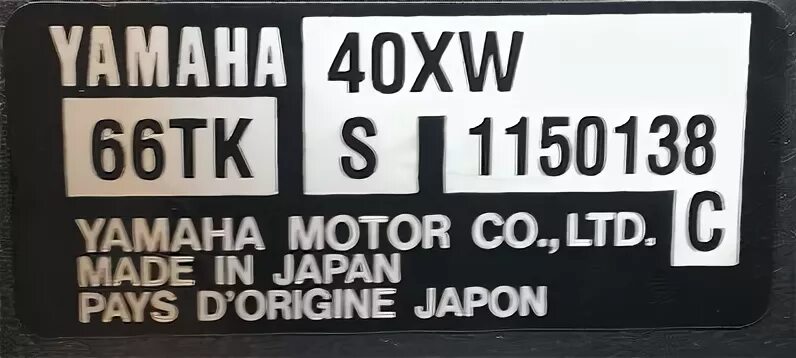 YAMAHA 40XW
66TK S 1150138
YAMAHA MOTOR CO., LTD. C
MADE IN JAPAN
PAYS D'ORIGINE JAPON